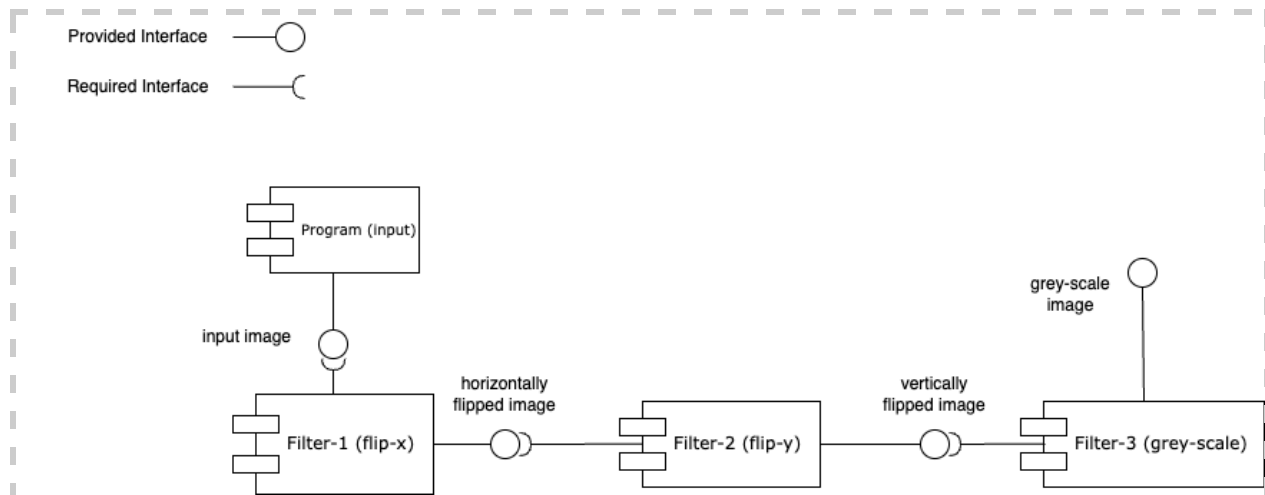 Provided Interface
Required Interface
Program (input)
input image
grey-scale
image
horizontally
flipped image
vertically
flipped image
Filter-1 (flip-x)
Filter-2 (flip-y)
Filter-3 (grey-scale)